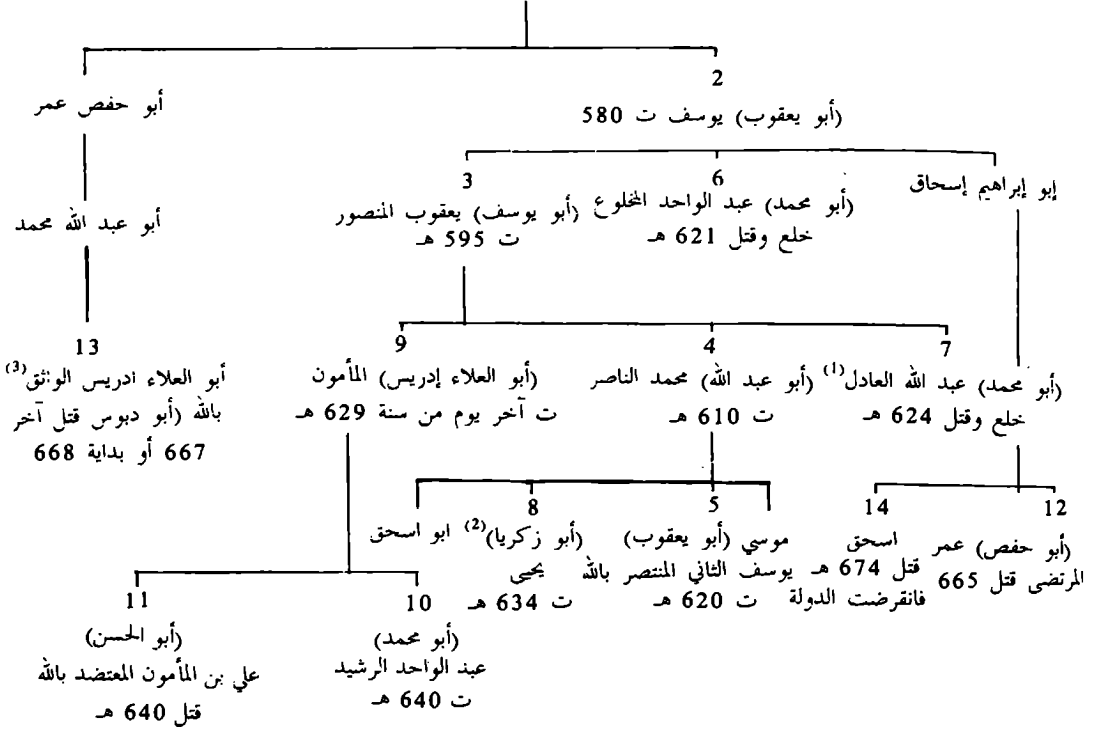 2
(أبو يعقوب) يوسف ت 580
أبو حفص عمر
إبو إبراهيم إسحاق
6
(أبو محمد) عبد الواحد المخلوع
خلع وقتل 621 هـ
3
(أبو يوسف) يعقوب المنصور
ت 595 هـ
أبو عبد الله محمد
7
(أبو محمد) عبد الله العادل(1)
خلع وقتل 624 هـ
4
(أبو عبد الله) محمد الناصر
ت 610 هـ
9
(أبو العلاء إدريس) المأمون
ت آخر يوم من سنة 629 هـ
13
أبو العلاء ادريس الواثق(3)
بالله (أبو دبوس قتل آخر
667 أو بداية 668
12
(أبو حفص) عمر
المرتضى قتل 665
14
اسحق
قتل 674 هـ
فانقرضت الدولة
5
موسي (أبو يعقوب)
يوسف الثاني المنتصر بالله
ت 620 هـ
8
(أبو زكريا)(2)
يحيى
ت 634 هـ
ابو اسحق
10
(أبو محمد)
عبد الواحد الرشيد
ت 640 هـ
11
(أبو الحسن)
علي بن المأمون المعتضد بالله
قتل 640 هـ